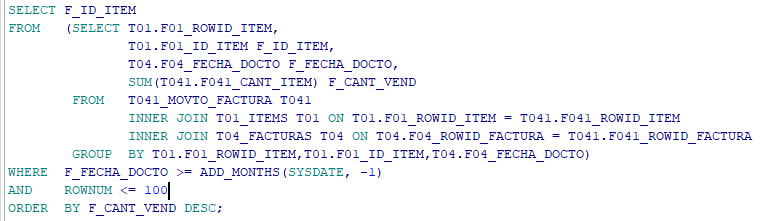 SELECT F_ID_ITEM
FROM (SELECT T01.F01_ROWID_ITEM,
T01.F01_ID_ITEM F_ID_ITEM,
T04.F04_FECHA_DOCTO F_FECHA_DOCTO,
SUM(T041.F041_CANT_ITEM) F_CANT_VEND
FROM T041_MOVTO_FACTURA T041
INNER JOIN T01_ITEMS T01 ON T01.F01_ROWID_ITEM = T041.F041_ROWID_ITEM
INNER JOIN T04_FACTURAS T04 ON T04.F04_ROWID_FACTURA = T041.F041_ROWID_FACTURA
GROUP BY T01.F01_ROWID_ITEM,T01.F01_ID_ITEM,T04.F04_FECHA_DOCTO)
WHERE F_FECHA_DOCTO >= ADD_MONTHS(SYSDATE, -1)
AND ROWNUM <= 100
ORDER BY F_CANT_VEND DESC;